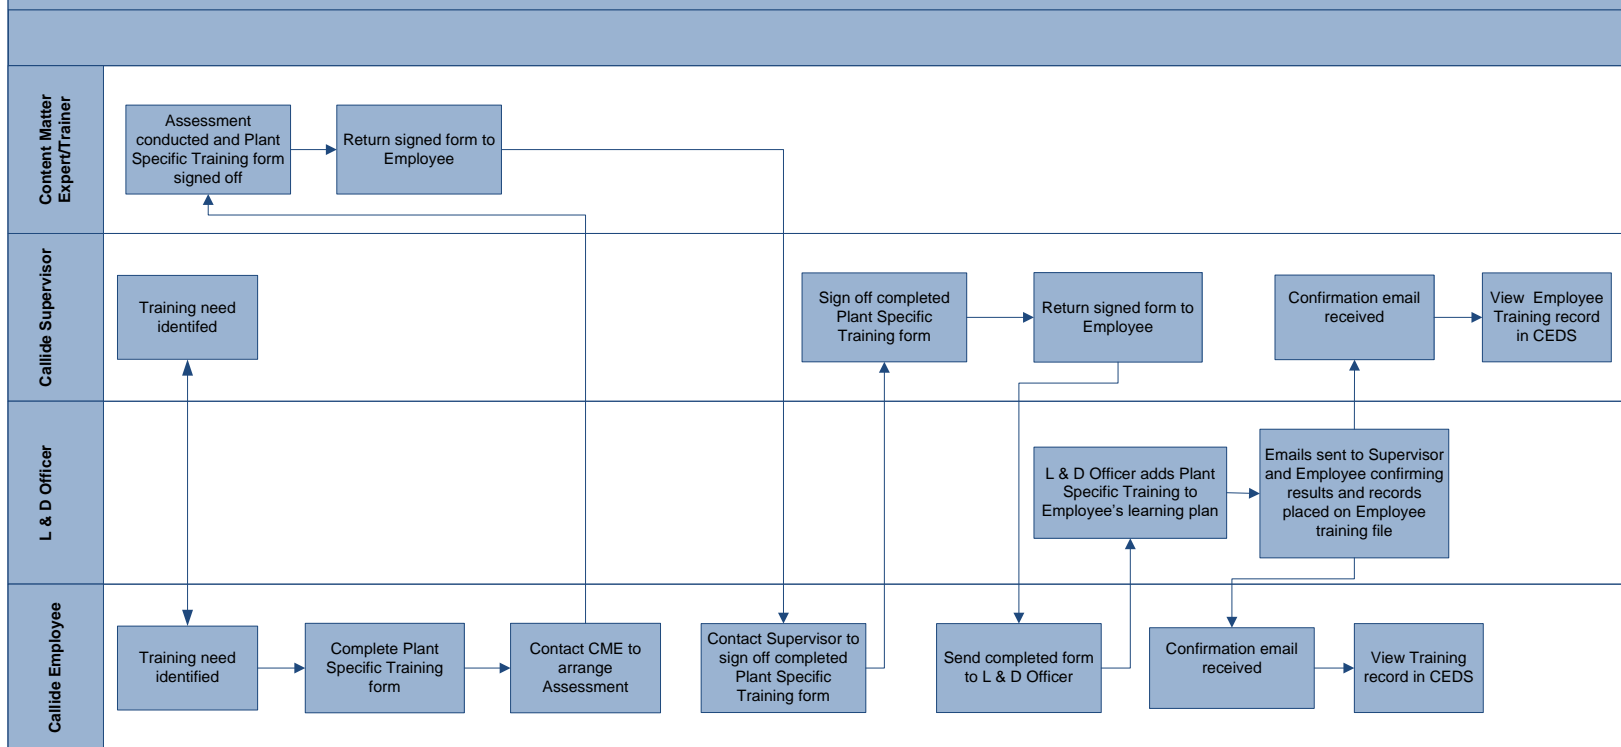 Content Matter
Expert/Trainer
Assessment
conducted and Plant
Specific Training form
signed off
Return signed form to
Employee
Callide Supervisor
Training need
identifed
Sign off completed
Plant Specific
Training form
Return signed form to
Employee
Confirmation email
received
View  Employee
Training record
in CEDS
L & D Officer
L & D Officer adds Plant
Specific Training to
Employee’s learning plan
Emails sent to Supervisor
and Employee confirming
results and records
placed on Employee
training file
Callide Employee
Training need
identified
Complete Plant
Specific Training
form
Contact CME to
arrange
Assessment
Contact Supervisor to
sign off completed
Plant Specific
Training form
Send completed form
to L & D Officer
Confirmation email
received
View Training
record in CEDS